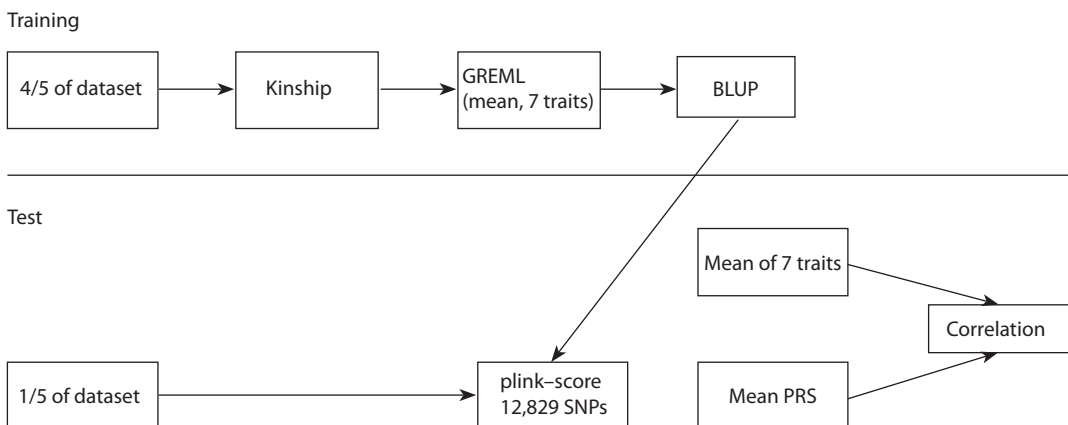 Training
4/5 of dataset
Kinship
GREML
(mean, 7 traits)
BLUP
Test
Mean of 7 traits
Correlation
1/5 of dataset
plink–score
12,829 SNPs
Mean PRS